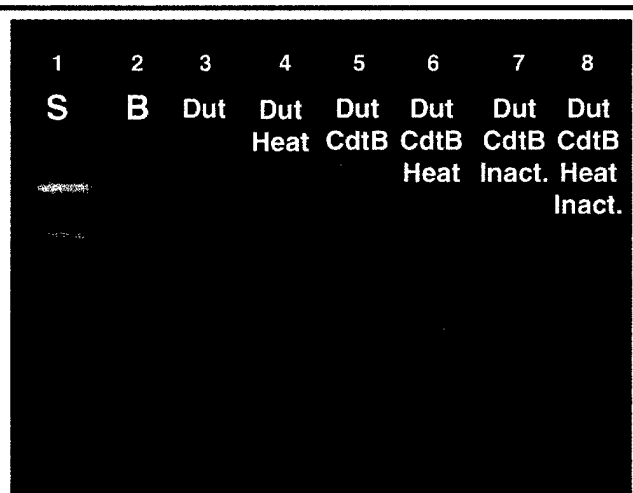 1 2 3 4 5 6 7 8
S B Dut Dut Dut Dut Dut Dut
Heat CdtB CdtB CdtB CdtB
Heat Inact. Heat
Inact.